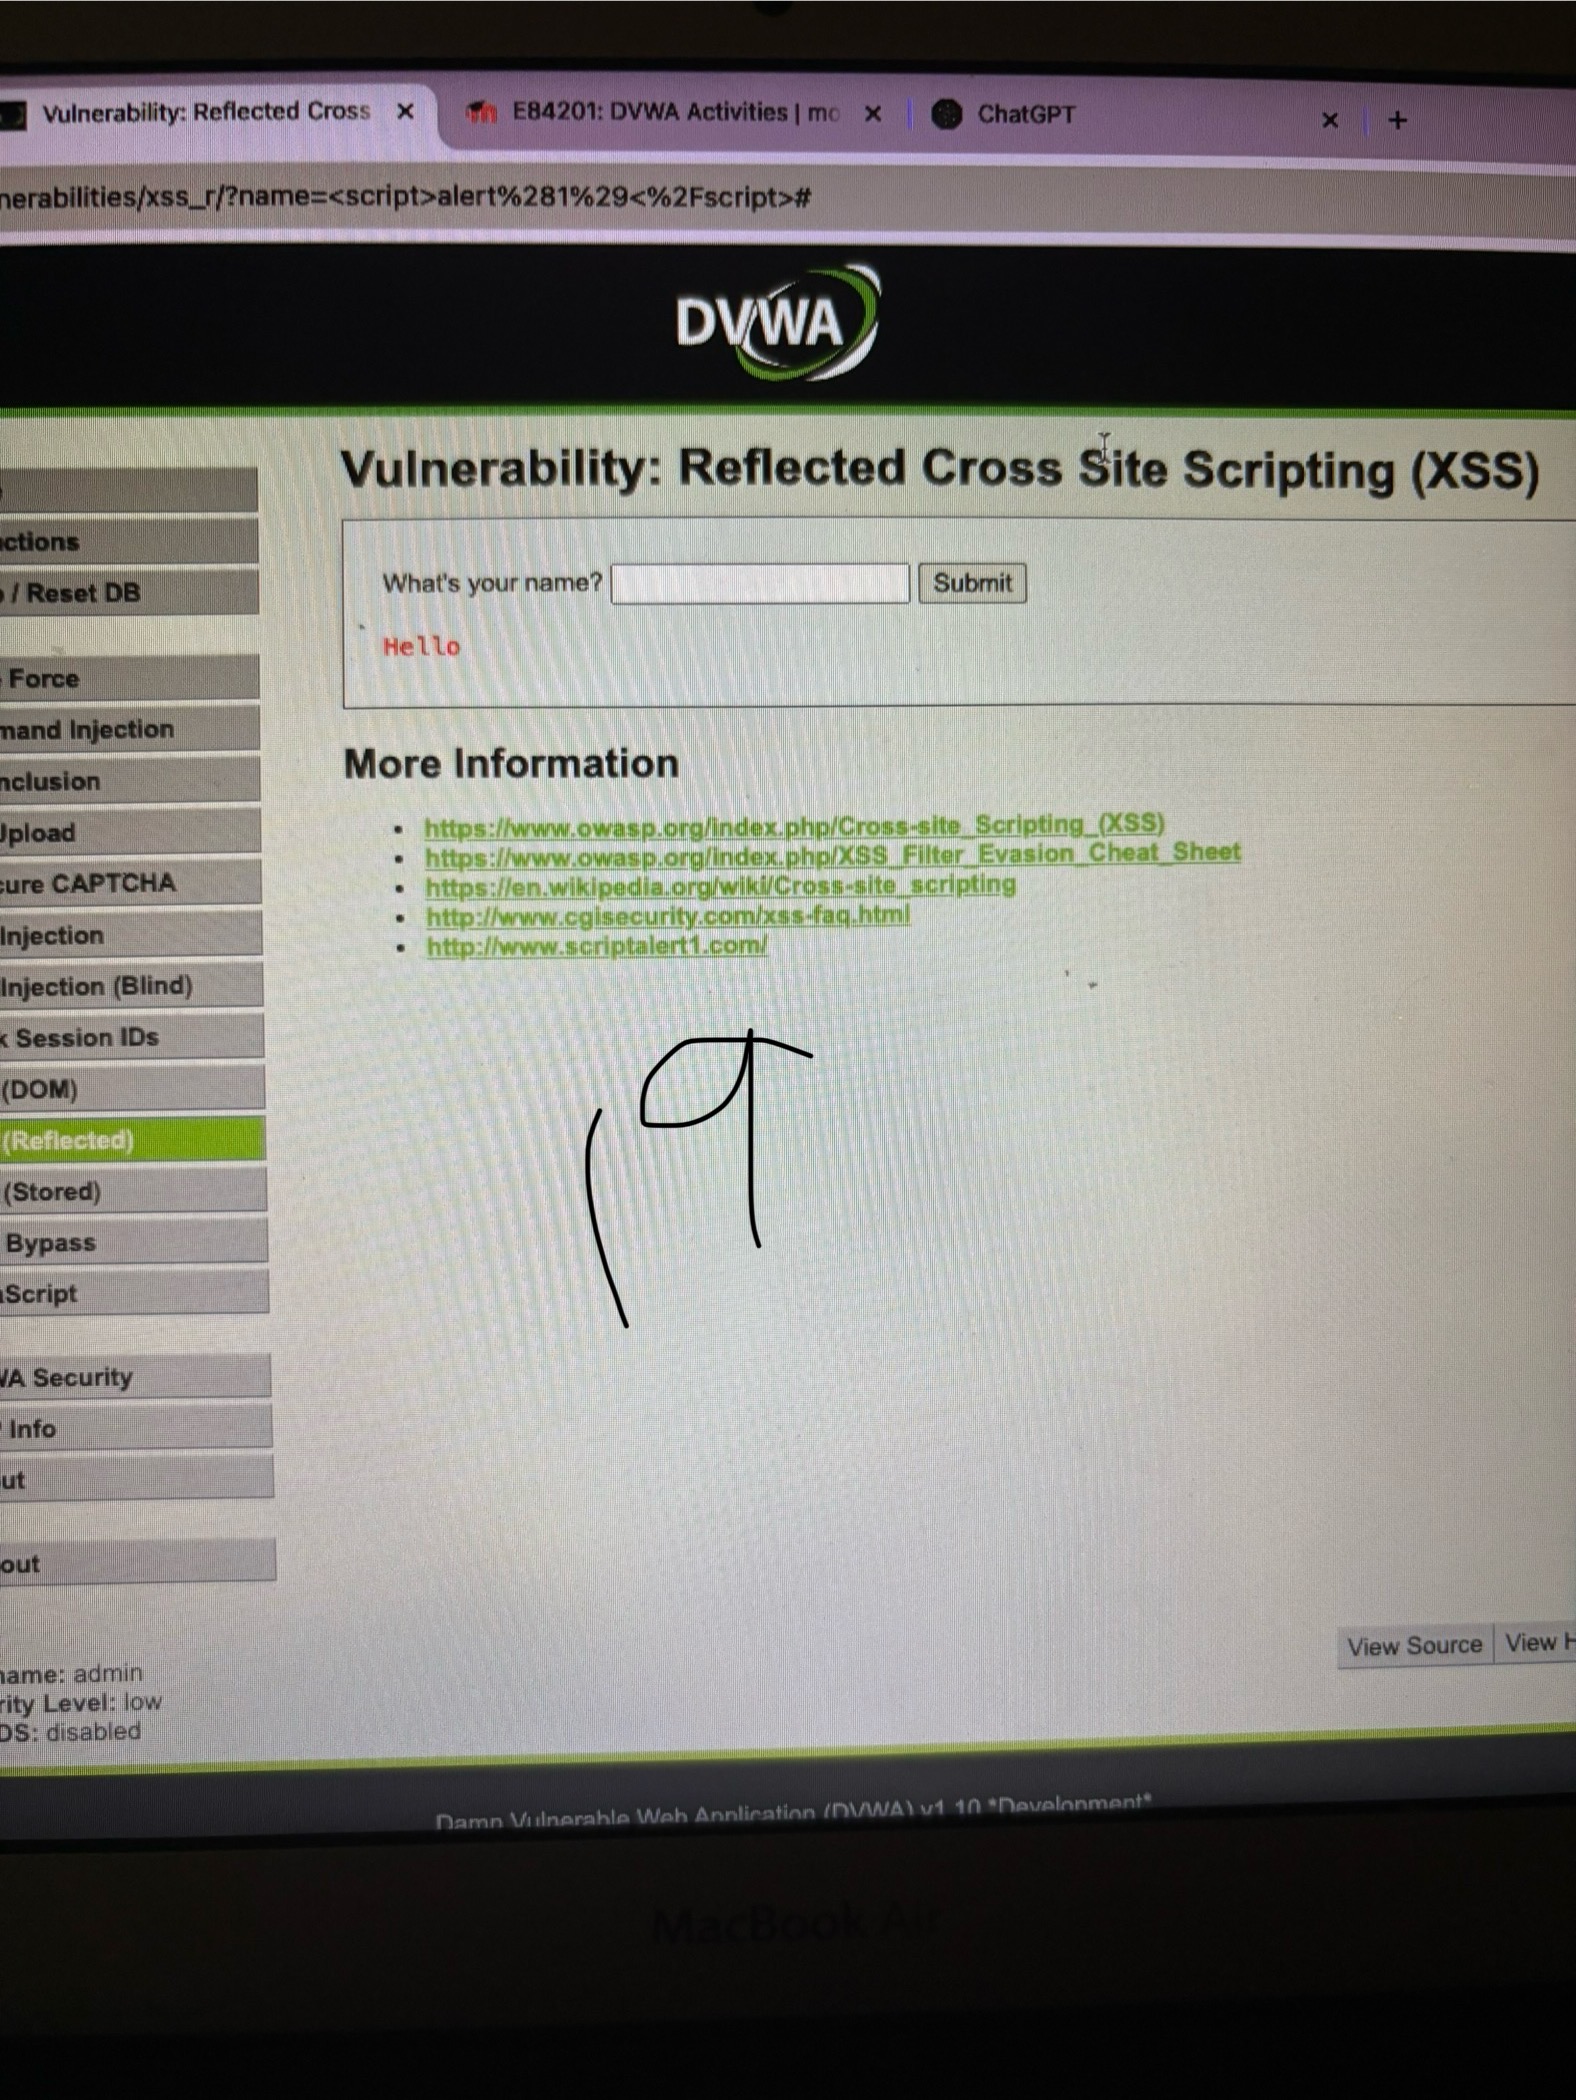 Vulnerability: Reflected Cross
E84201: DVWA Activities | mo
ChatGPT
nerabilities/xss_r/?name=<script>alert%281%29<%2Fscript>#
DVWA
Vulnerability: Reflected Cross Site Scripting (XSS)
ctions
/ Reset DB
What's your name?
Submit
Hello
Force
mand Injection
nclusion
Upload
cure CAPTCHA
Injection
Injection (Blind)
k Session IDs
(DOM)
(Reflected)
(Stored)
Bypass
aScript
WA Security
Info
ut
out
More Information
https://www.owasp.org/index.php/Cross-site_Scripting_(XSS)
https://www.owasp.org/index.php/XSS_Filter_Evasion_Cheat_Sheet
https://en.wikipedia.org/wiki/Cross-site_scripting
http://www.cgisecurity.com/xss-faq.html
http://www.scriptalert1.com/
19
View Source
View H
name: admin
rity Level: low
DS: disabled
Damn Vulnerable Web Application (DVWA) v1.10 *Development*
MacBook Air